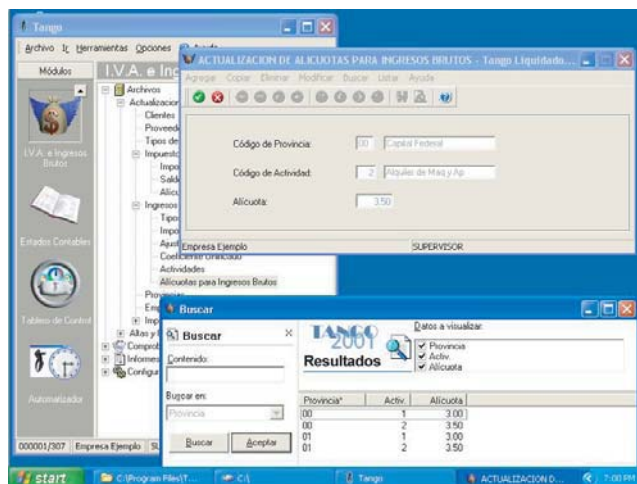 Tango
Archivo Ir Herramientas Opciones
Módulos
I.V.A. e Ingresos Brutos
Estados Contables
Tablero de Control
Automatizador
I.V.A. e Ing
Archivos
Actualizacion
Clientes
Proveed
Tipos de
Impuesto
Impo
Sald
Alícu
Ingresos
Tipo
Impo
Ajust
Coeficiente Unificado
Actividades
Alícuotas para Ingresos Brutos
Provincias
Emp
Imp
Altas y
Comprob
Informes
Configur
000001/307 Empresa Ejemplo
ACTUALIZACION DE ALICUOTAS PARA INGRESOS BRUTOS - Tango Liquidado...
Agregar Copiar Eliminar Modificar Buscar Listar Ayuda
Código de Provincia: 00 Capital Federal
Código de Actividad: 2 Alquiler de Maq y Ap
Alícuota: 3.50
Empresa Ejemplo SUPERVISOR
Buscar
Buscar
Contenido:
Buscar en:
Provincia
Buscar Aceptar
TANGO 2001
Resultados
Datos a visualizar:
Provincia
Activ.
Alícuota
Provincia* Activ. Alícuota
00 1 3.00
00 2 3.50
01 1 3.00
01 2 3.50
start C:\Program Files\T... C:\ Tango ACTUALIZACION D... 7:00 PM